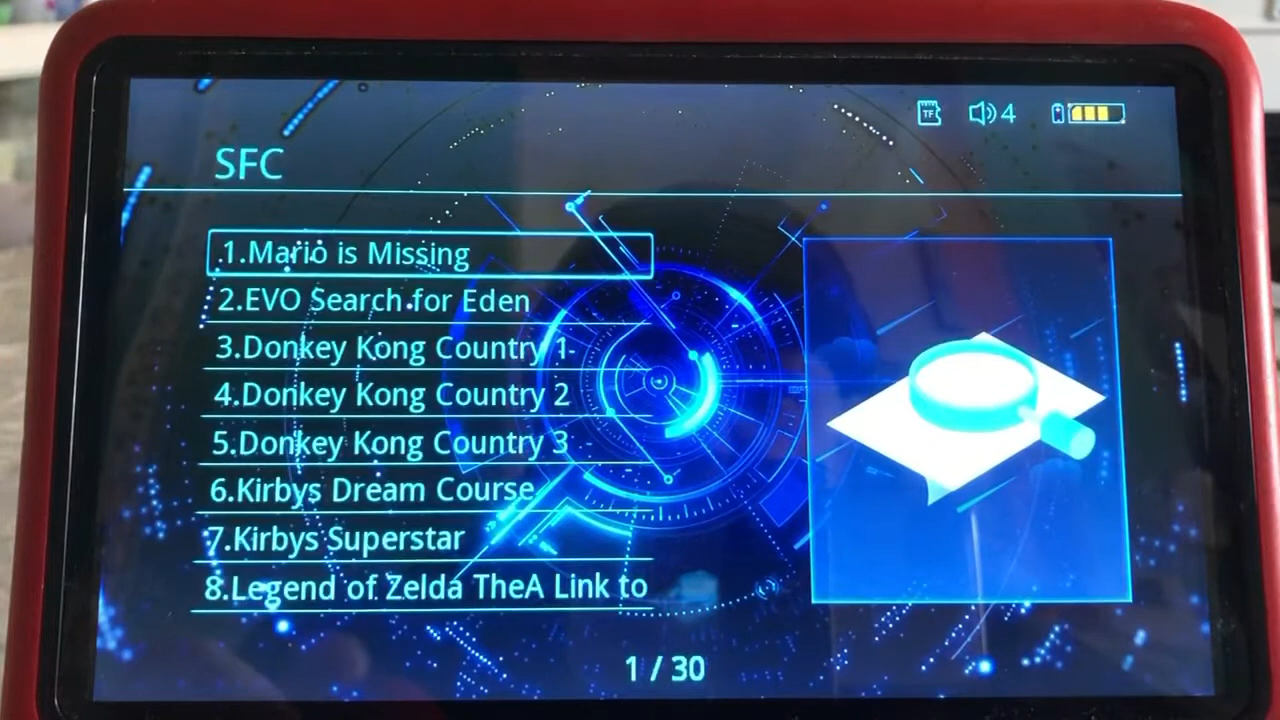 TF 4
SFC
1.Mario is Missing
2.EVO Search for Eden
3.Donkey Kong Country 1
4.Donkey Kong Country 2
5.Donkey Kong Country 3
6.Kirbys Dream Course
7.Kirbys Superstar
8.Legend of Zelda TheA Link to
1 / 30